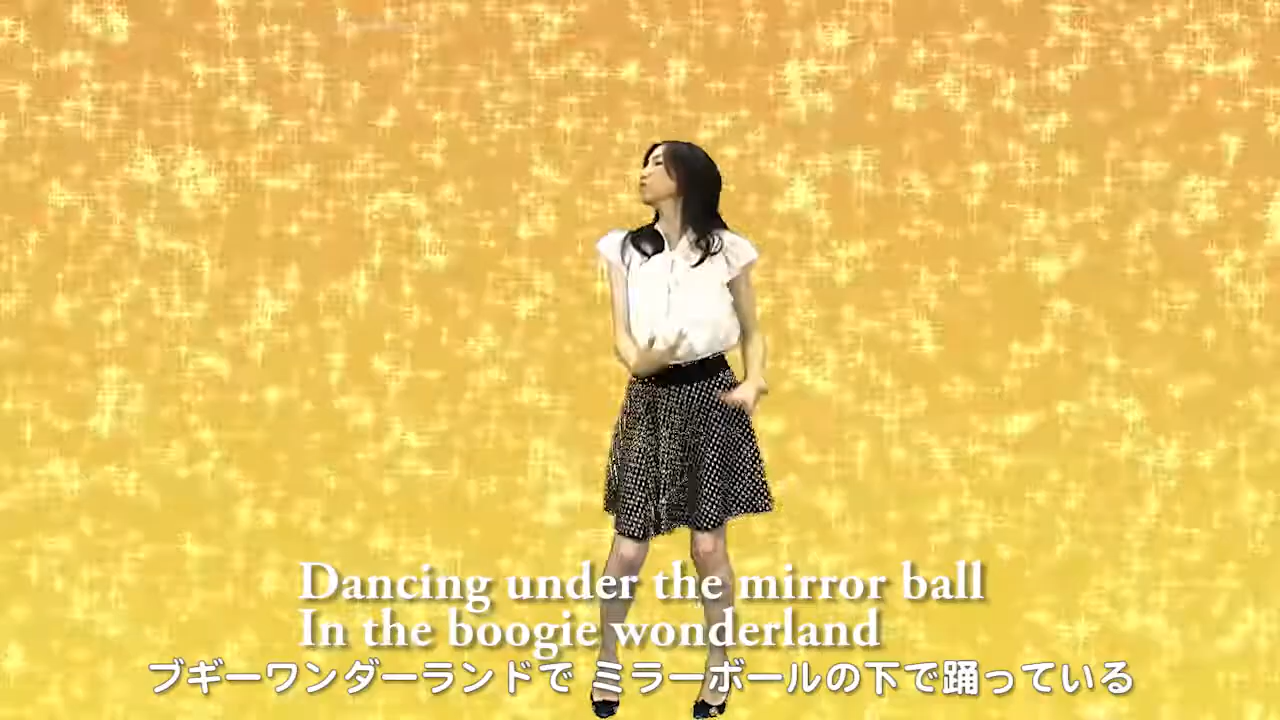 Dancing under the mirror ball
In the boogie wonderland
ブギーワンダーランドで ミラーボールの下で踊っている